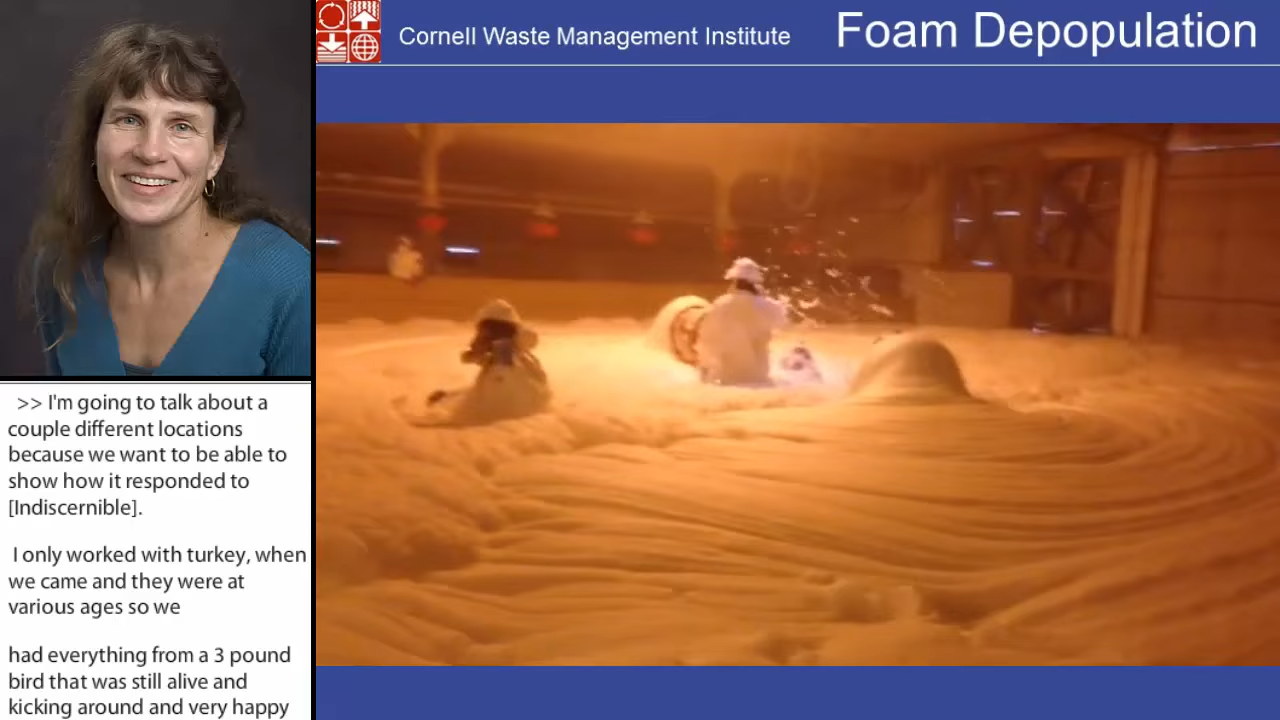 Cornell Waste Management Institute
Foam Depopulation
>> I'm going to talk about a
couple different locations
because we want to be able to
show how it responded to
[Indiscernible].
I only worked with turkey, when
we came and they were at
various ages so we
had everything from a 3 pound
bird that was still alive and
kicking around and very happy